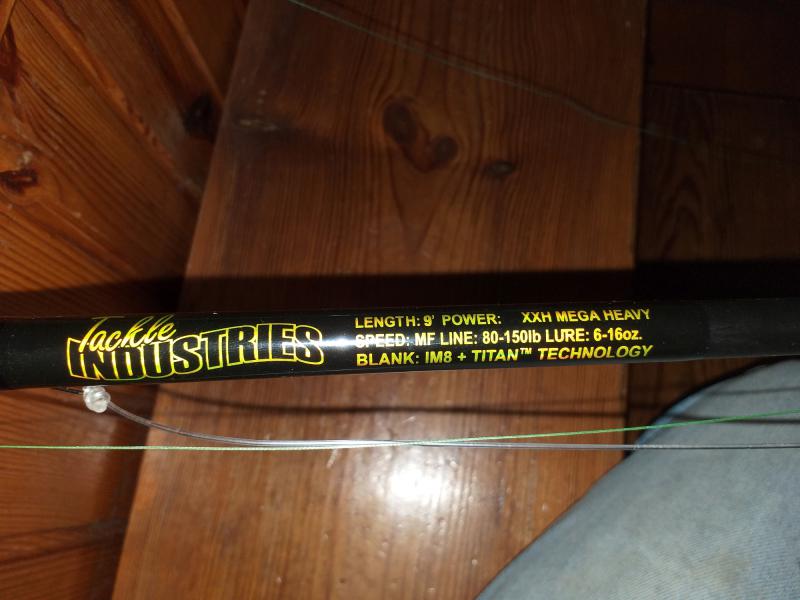 Tackle
INDUSTRIES
LENGTH: 9' POWER: XXH MEGA HEAVY
SPEED: MF LINE: 80-150lb LURE: 6-16oz.
BLANK: IM8 + TITAN™ TECHNOLOGY